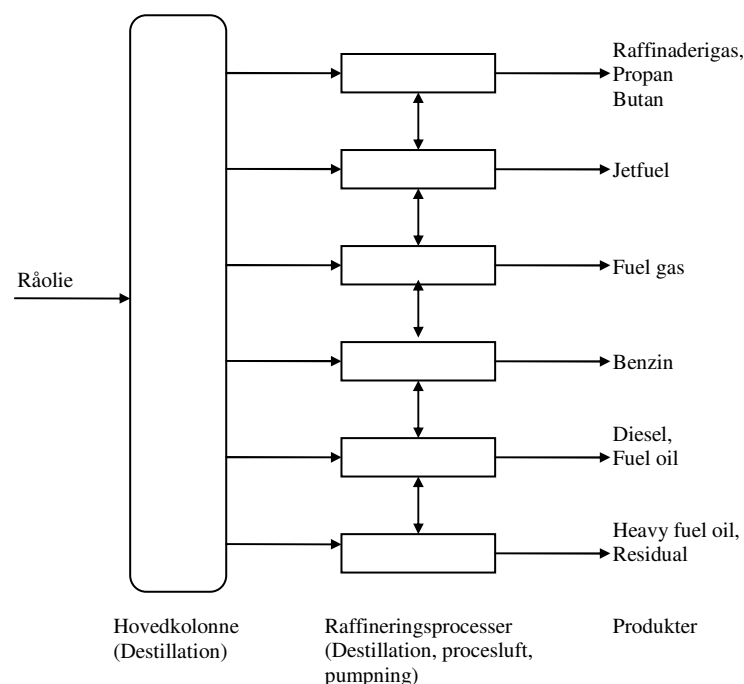 Raffinaderigas,
Propan
Butan
Jetfuel
Råolie
Fuel gas
Benzin
Diesel,
Fuel oil
Heavy fuel oil,
Residual
Hovedkolonne
(Destillation)
Raffineringsprocesser
(Destillation, procesluft,
pumpning)
Produkter